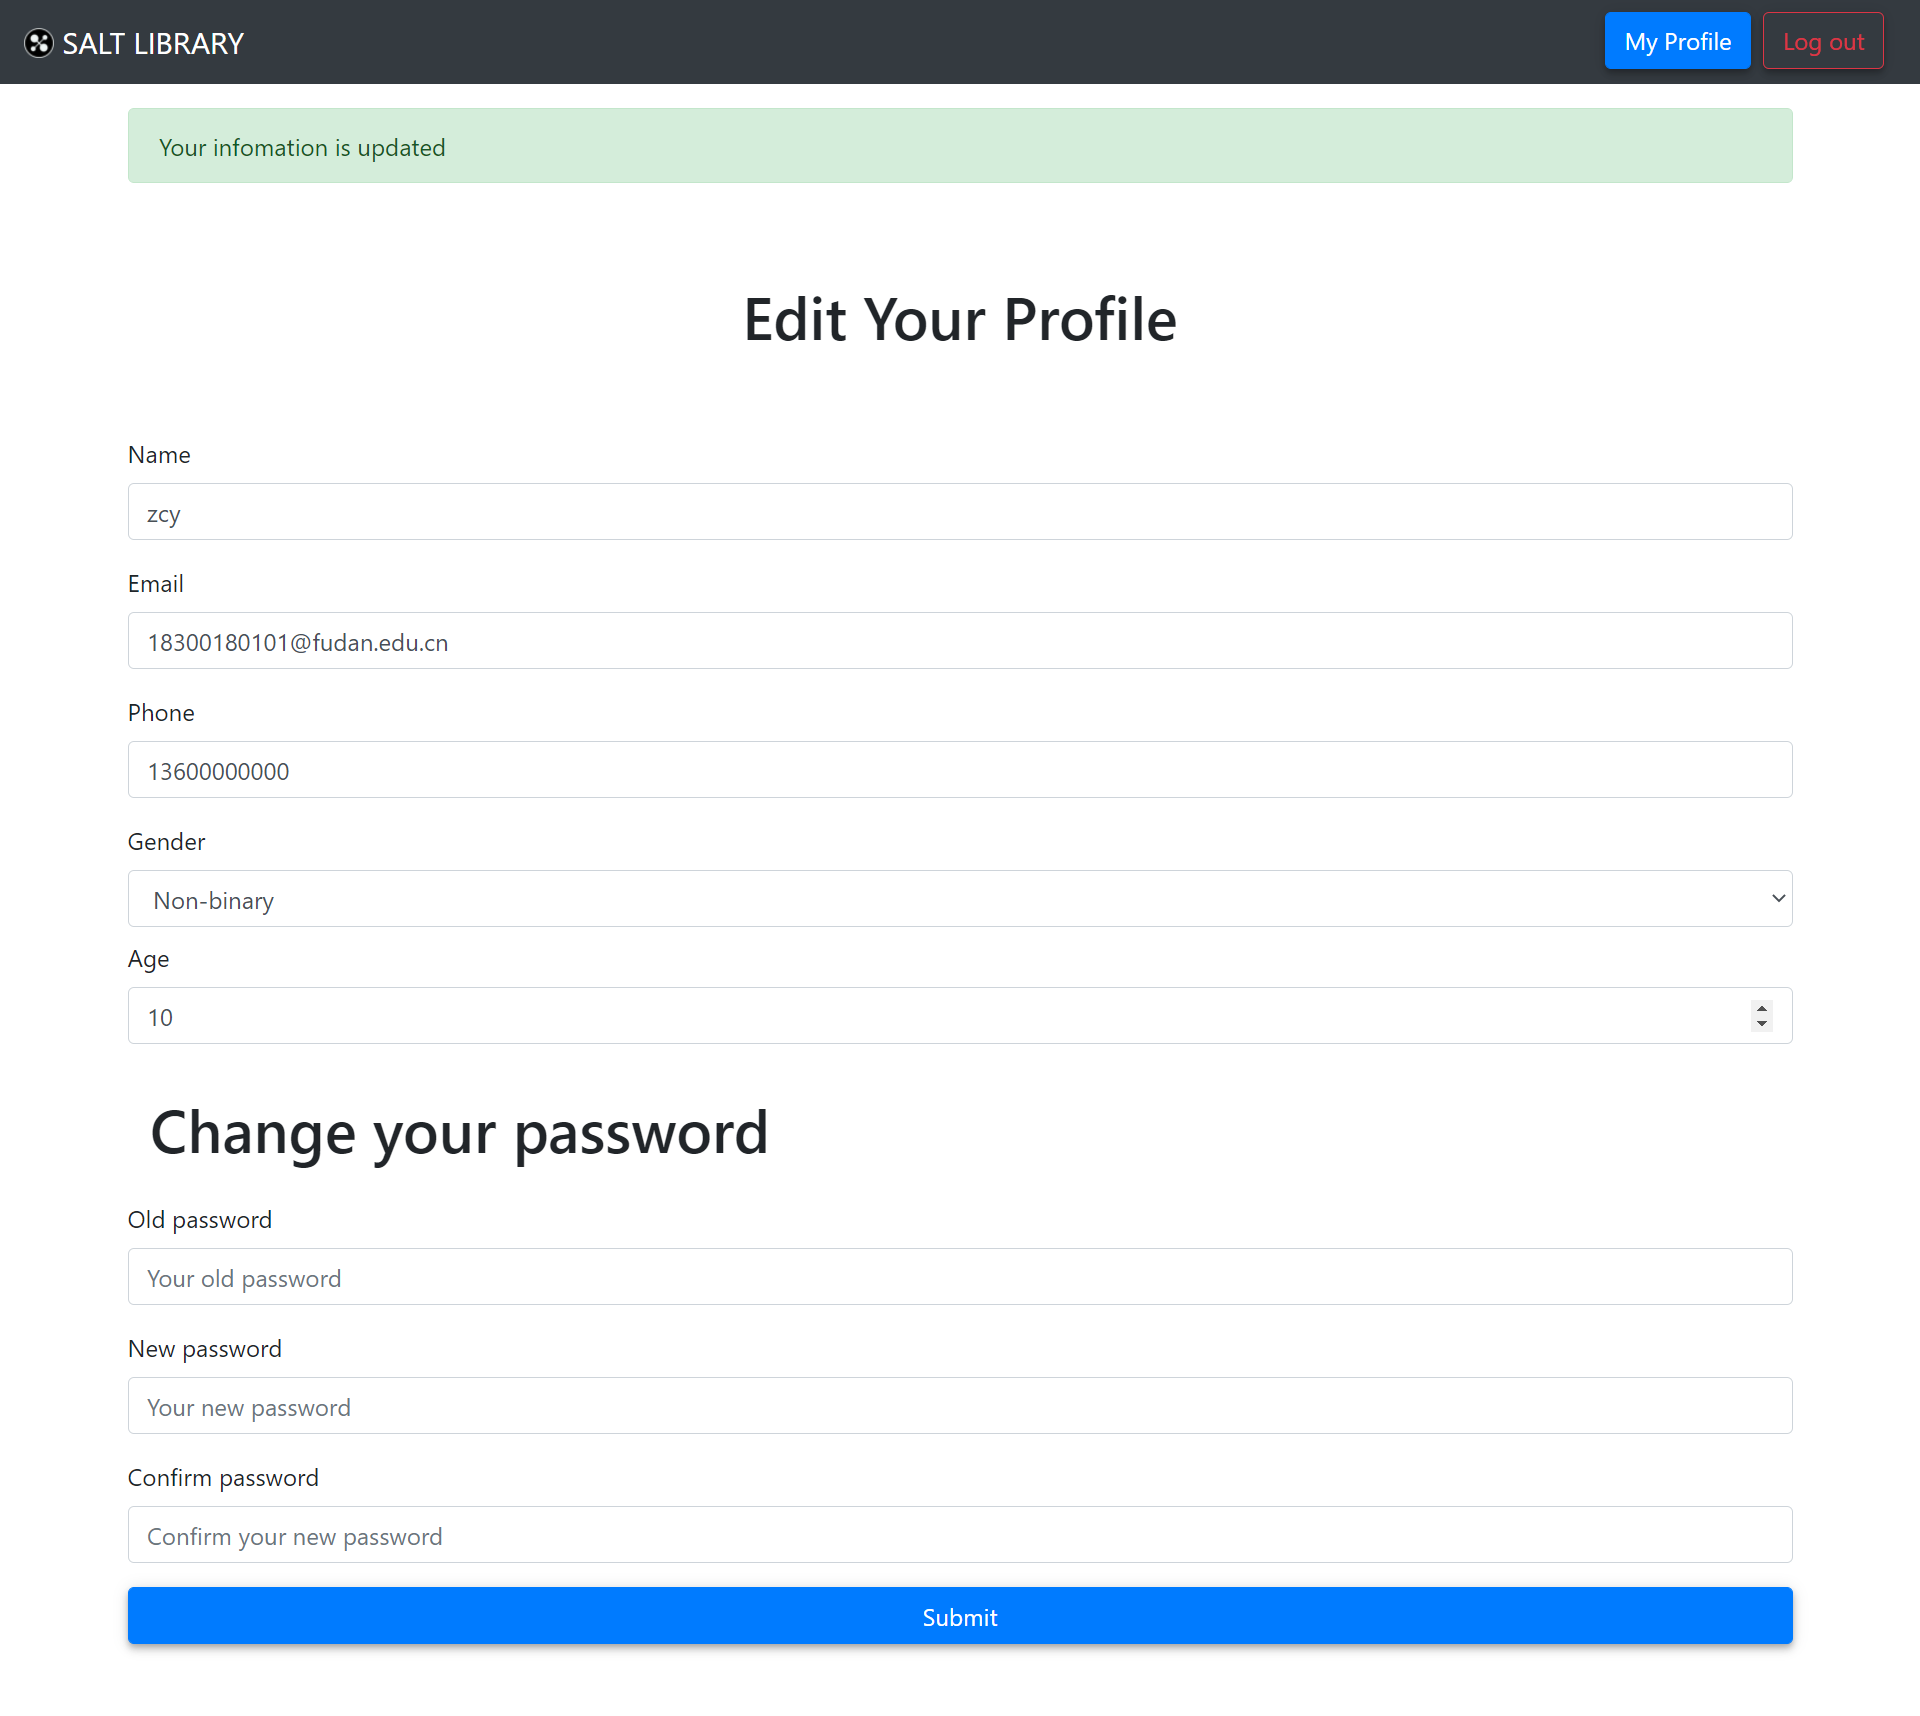 SALT LIBRARY
My Profile
Log out
Your infomation is updated
Edit Your Profile
Name
zcy
Email
18300180101@fudan.edu.cn
Phone
13600000000
Gender
Non-binary
Age
10
Change your password
Old password
Your old password
New password
Your new password
Confirm password
Confirm your new password
Submit